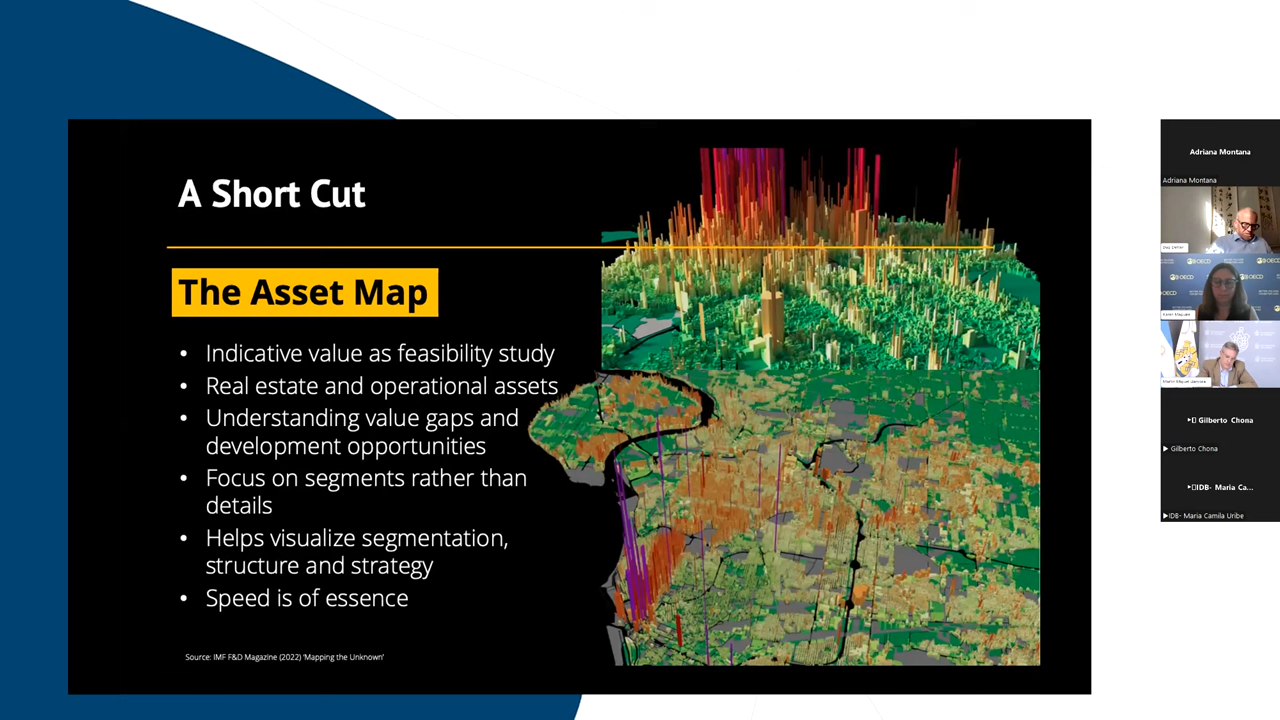 A Short Cut
The Asset Map
• Indicative value as feasibility study
• Real estate and operational assets
• Understanding value gaps and
development opportunities
• Focus on segments rather than
details
• Helps visualize segmentation,
structure and strategy
• Speed is of essence
Source: IMF F&D Magazine (2022) 'Mapping the Unknown'
Adriana Montana
Adriana Montana
OECD
OECD
OECD
Gilberto Chona
Gilberto Chona
IDB- Maria Ca...
IDB- Maria Camila Uribe